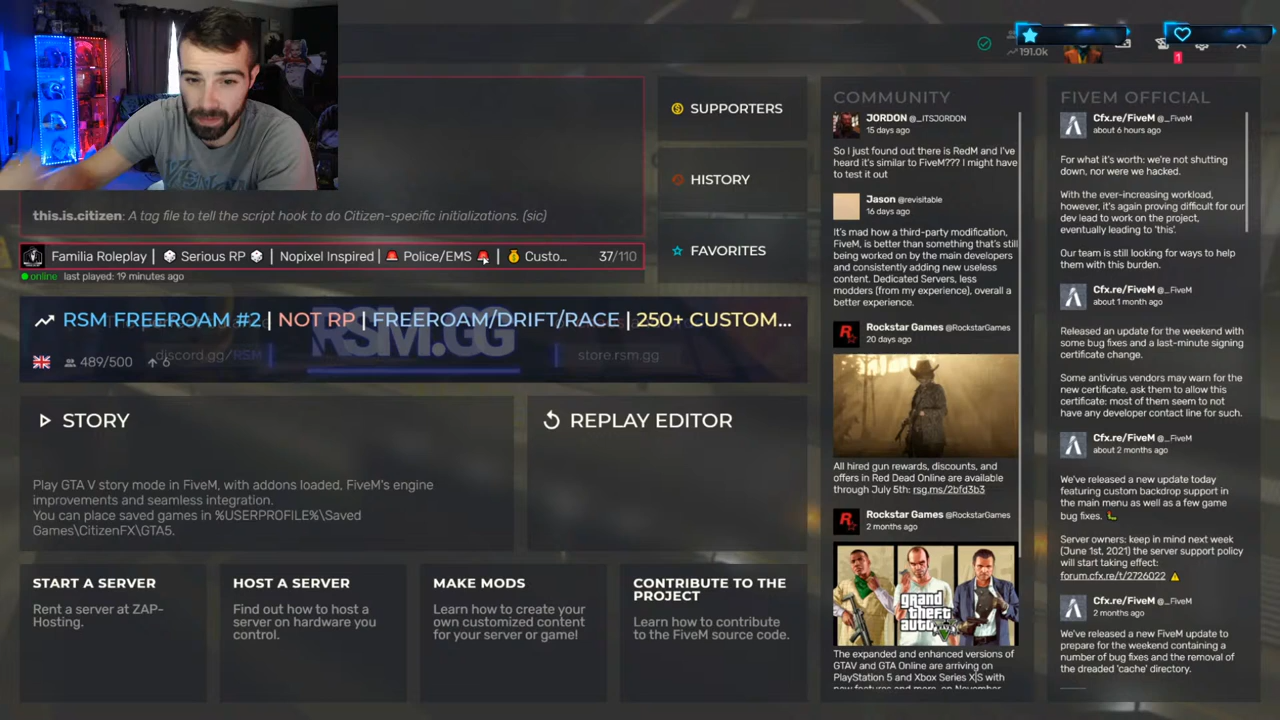 191.0k
1
this.is.citizen: A tag file to tell the script hook to do Citizen-specific initializations. (sic)
Familia Roleplay | Serious RP | Nopixel Inspired | Police/EMS | Custo... 37/110
online last played: 19 minutes ago
RSM FREEROAM #2 | NOT RP | FREEROAM/DRIFT/RACE | 250+ CUSTOM...
discord.gg/RSM
RSM.GG
store.rsm.gg
489/500 6
STORY
Play GTA V story mode in FiveM, with addons loaded, FiveM's engine
improvements and seamless integration.
You can place saved games in %USERPROFILE%\Saved
Games\CitizenFX\GTA5.
REPLAY EDITOR
START A SERVER
Rent a server at ZAP-
Hosting.
HOST A SERVER
Find out how to host a
server on hardware you
control.
MAKE MODS
Learn how to create your
own customized content
for your server or game!
CONTRIBUTE TO THE
PROJECT
Learn how to contribute
to the FiveM source code.
SUPPORTERS
HISTORY
FAVORITES
COMMUNITY
JORDON @_ITSJORDON
15 days ago
So I just found out there is RedM and I've
heard it's similar to FiveM??? I might have
to test it out
Jason @revisitable
16 days ago
It's mad how a third-party modification,
FiveM, is better than something that's still
being worked on by the main developers
and consistently adding new useless
content. Dedicated Servers, less
modders (from my experience), overall a
better experience.
Rockstar Games @RockstarGames
20 days ago
All hired gun rewards, discounts, and
offers in Red Dead Online are available
through July 5th: rsg.ms/2bfd3b3
Rockstar Games @RockstarGames
2 months ago
grand
theft
auto
The expanded and enhanced versions of
GTAV and GTA Online are arriving on
PlayStation 5 and Xbox Series X|S with
new features and more, on November
FIVEM OFFICIAL
Cfx.re/FiveM @_FiveM
about 6 hours ago
For what it's worth: we're not shutting
down, nor were we hacked.
With the ever-increasing workload,
however, it's again proving difficult for our
dev lead to work on the project,
eventually leading to 'this'.
Our team is still looking for ways to help
them with this burden.
Cfx.re/FiveM @_FiveM
about 1 month ago
Released an update for the weekend with
some bug fixes and a last-minute signing
certificate change.
Some antivirus vendors may warn for the
new certificate, ask them to allow this
certificate: most of them seem to not
have any developer contact line for such.
Cfx.re/FiveM @_FiveM
about 2 months ago
We've released a new update today
featuring custom backdrop support in
the main menu as well as a few game
bug fixes.
Server owners: keep in mind next week
(June 1st, 2021) the server support policy
will start taking effect:
forum.cfx.re/t/2726022
Cfx.re/FiveM @_FiveM
2 months ago
We've released a new FiveM update to
prepare for the weekend containing a
number of bug fixes and the removal of
the dreaded 'cache' directory.